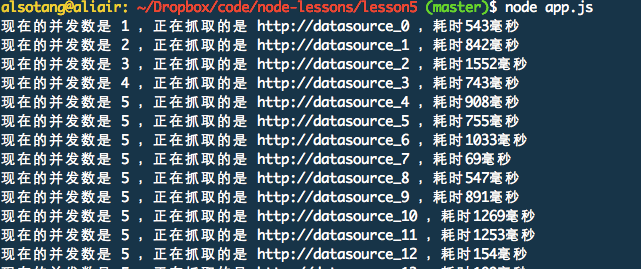 alsotang@aliair: ~/Dropbox/code/node-lessons/lesson5 (master)$ node app.js
现在的并发数是 1 ，正在抓取的是 http://datasource_0 ，耗时543毫秒
现在的并发数是 2 ，正在抓取的是 http://datasource_1 ，耗时842毫秒
现在的并发数是 3 ，正在抓取的是 http://datasource_2 ，耗时1552毫秒
现在的并发数是 4 ，正在抓取的是 http://datasource_3 ，耗时743毫秒
现在的并发数是 5 ，正在抓取的是 http://datasource_4 ，耗时908毫秒
现在的并发数是 5 ，正在抓取的是 http://datasource_5 ，耗时755毫秒
现在的并发数是 5 ，正在抓取的是 http://datasource_6 ，耗时1033毫秒
现在的并发数是 5 ，正在抓取的是 http://datasource_7 ，耗时69毫秒
现在的并发数是 5 ，正在抓取的是 http://datasource_8 ，耗时547毫秒
现在的并发数是 5 ，正在抓取的是 http://datasource_9 ，耗时891毫秒
现在的并发数是 5 ，正在抓取的是 http://datasource_10 ，耗时1269毫秒
现在的并发数是 5 ，正在抓取的是 http://datasource_11 ，耗时1253毫秒
现在的并发数是 5 ，正在抓取的是 http://datasource_12 ，耗时154毫秒